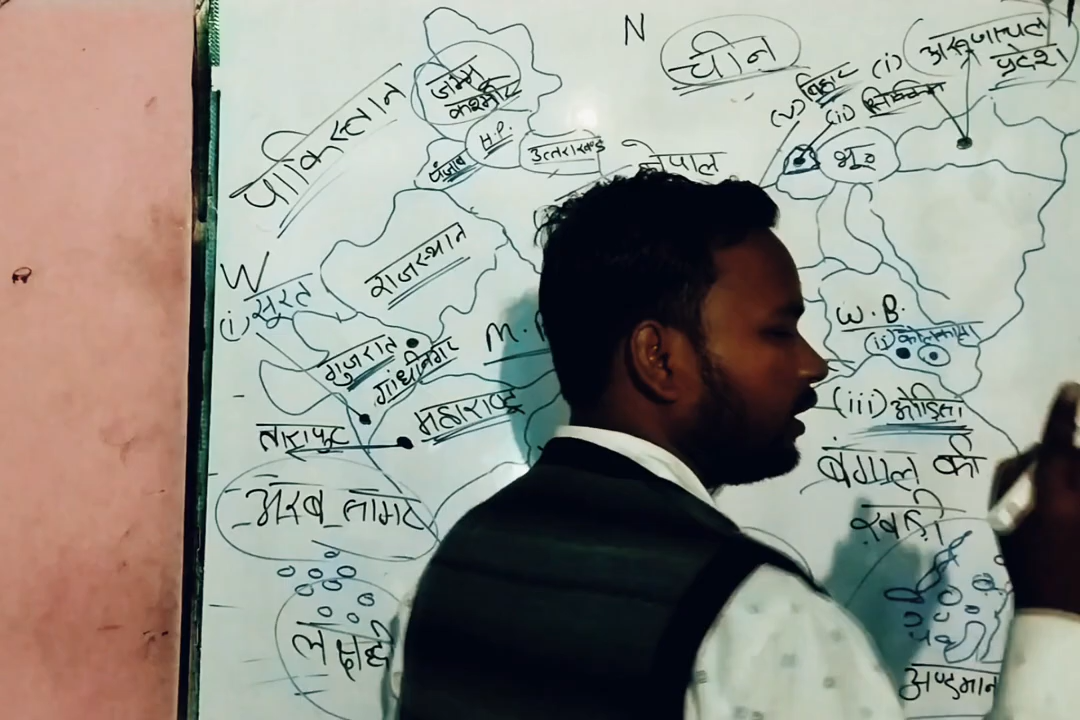 N
चीन
(i) अरूणाचल
प्रदेश
(v)
(ii) सिक्किम
जम्मू
कश्मीर
पाकिस्तान
H.P.
पंजाब
उत्तराखण्ड
नेपाल
भू०
राजस्थान
W
(i) सूरत
गुजरात
गांधीनगर
M.
W.B.
(ii) कोलकाता
महाराष्ट्र
(iii) ओडिसा
तारापुर
बंगाल की
खाड़ी
अरब सागर
लक्षद्वी
अण्डमान